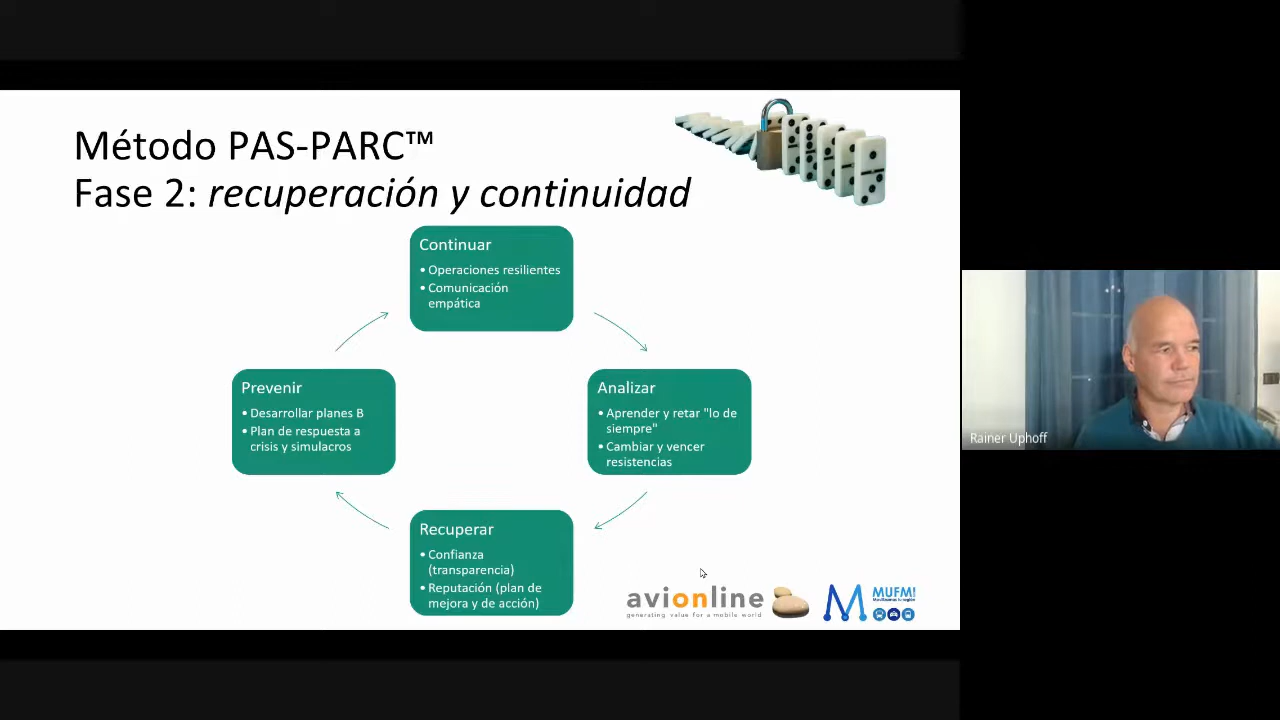 Método PAS-PARC™
Fase 2: recuperación y continuidad
Continuar
• Operaciones resilientes
• Comunicación
empática
Prevenir
• Desarrollar planes B
• Plan de respuesta a
crisis y simulacros
Analizar
• Aprender y retar "lo de
siempre"
• Cambiar y vencer
resistencias
Recuperar
• Confianza
(transparencia)
• Reputación (plan de
mejora y de acción)
avionline
generating value for a mobile world
MUFMI
Rainer Uphoff